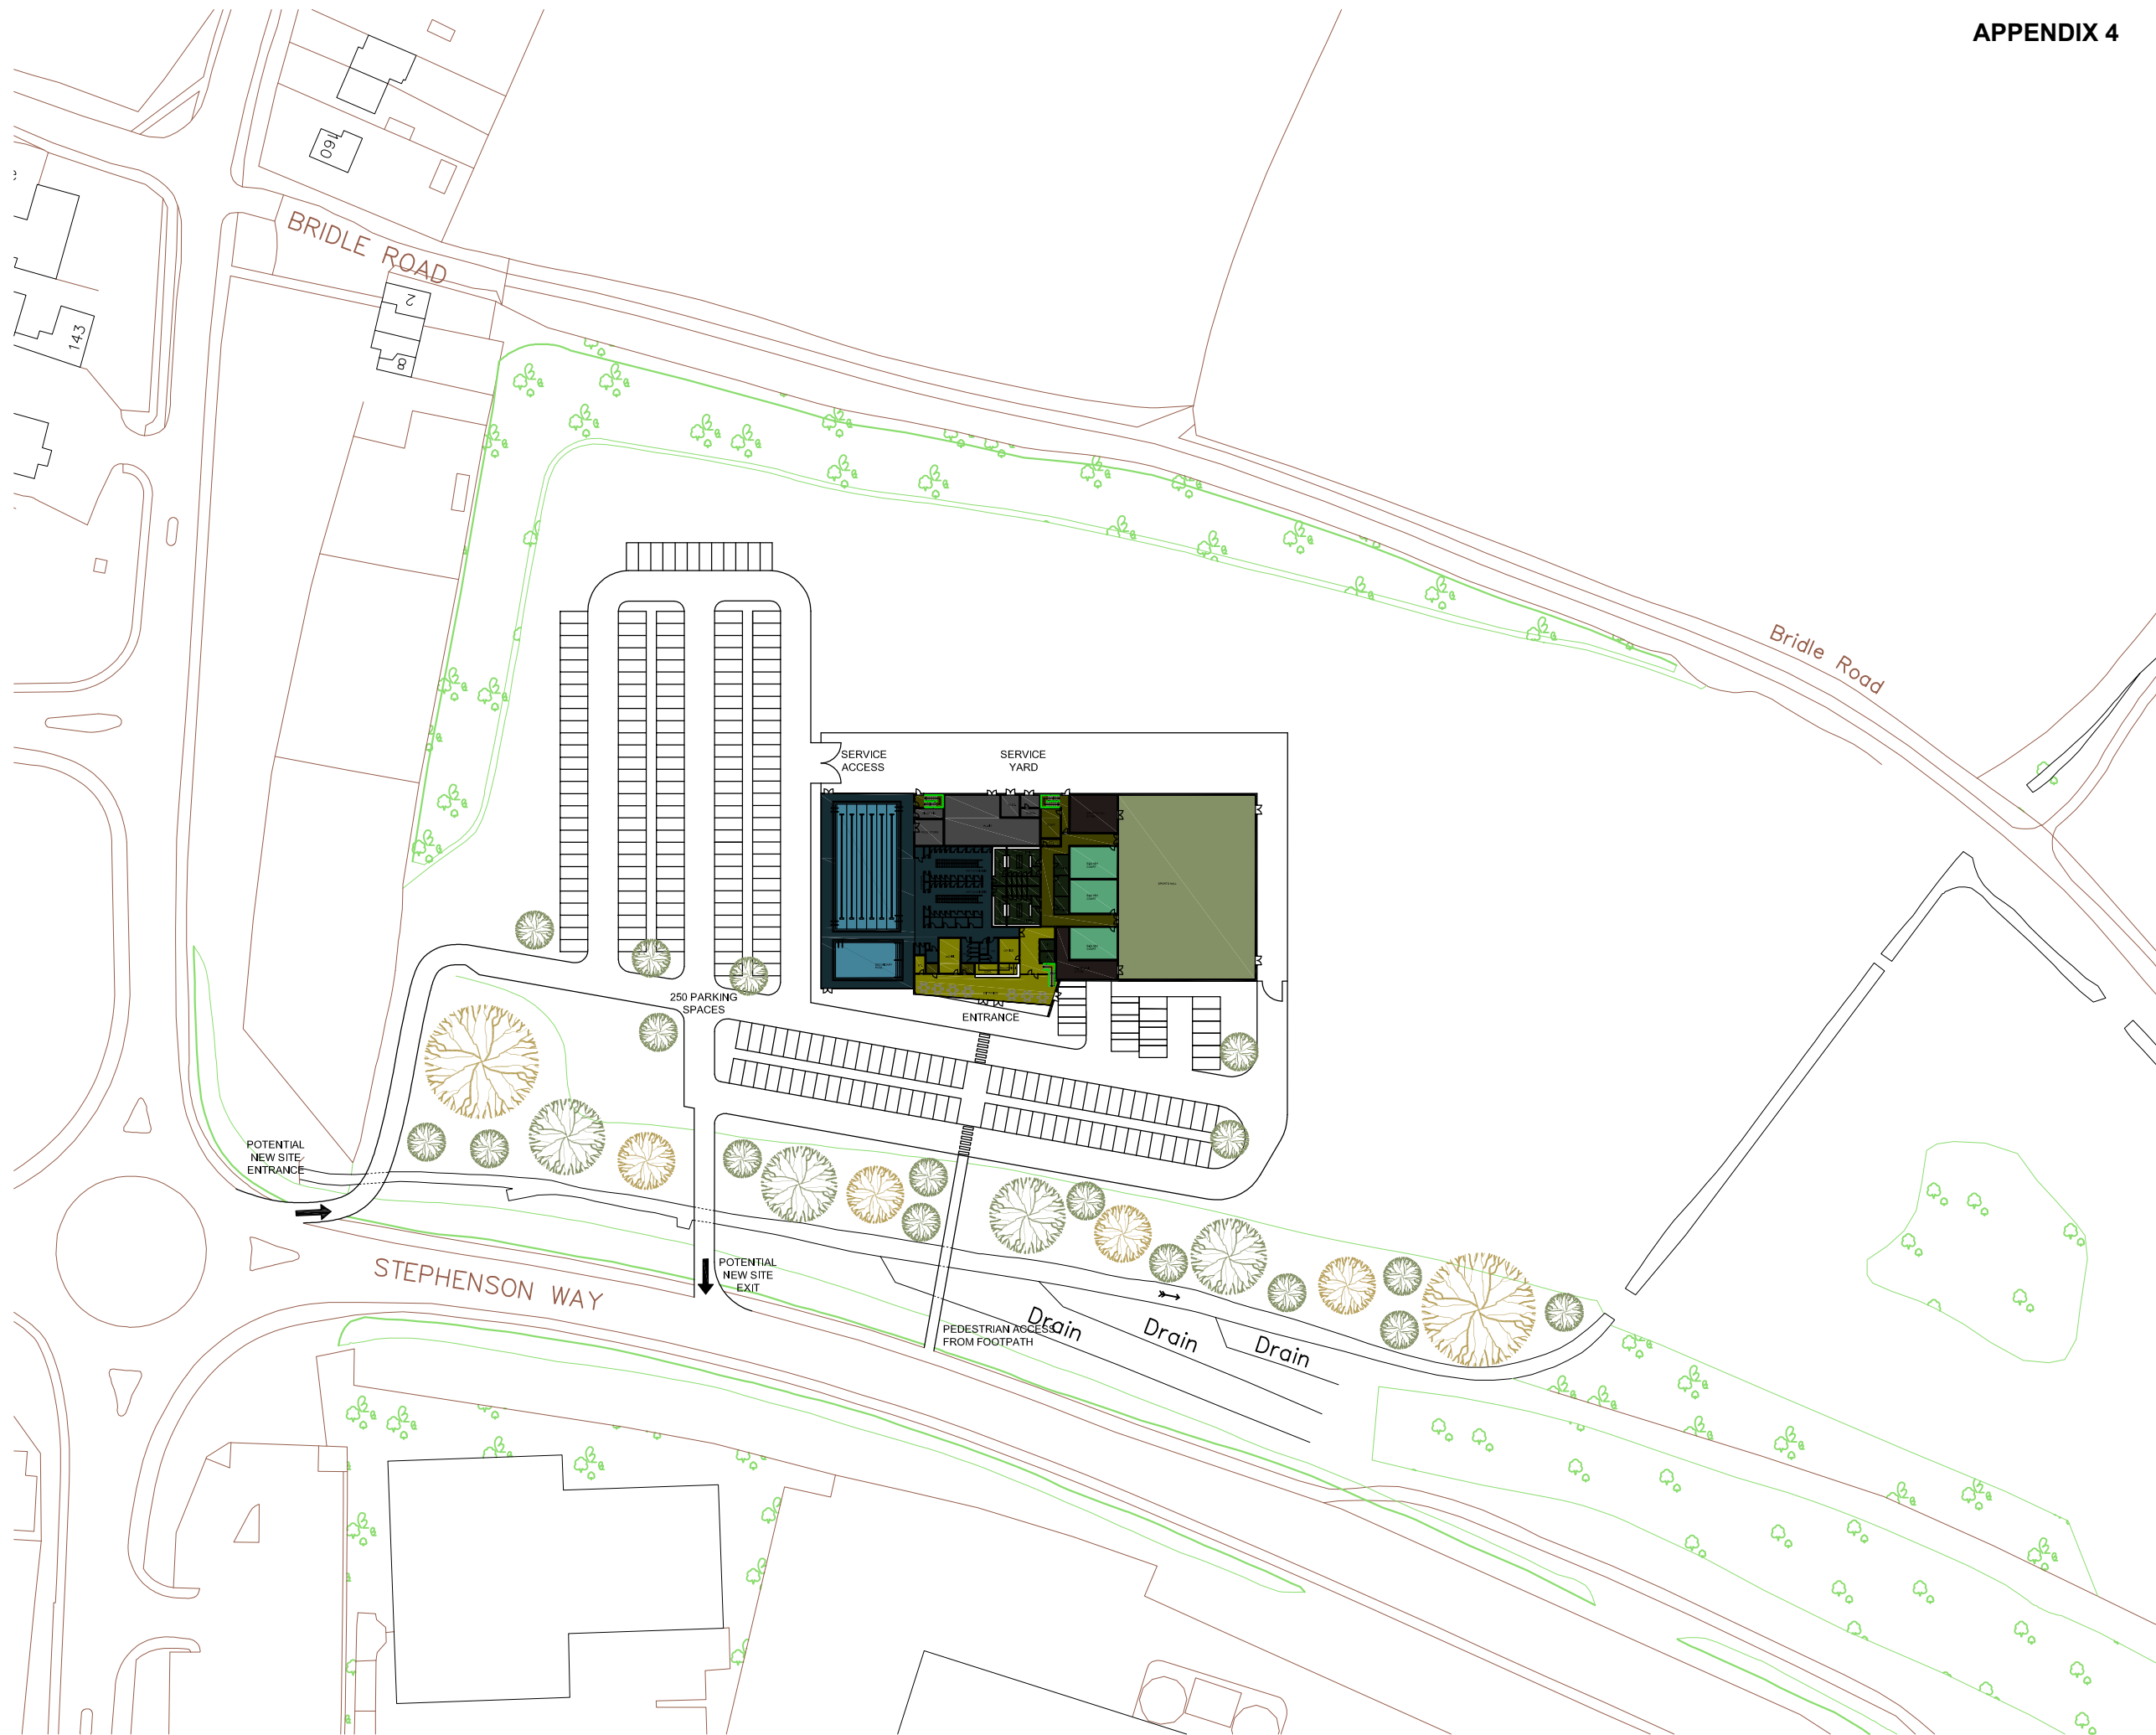 APPENDIX 4
160
BRIDLE ROAD
2
143
8
Bridle Road
SERVICE
ACCESS
SERVICE
YARD
250 PARKING
SPACES
ENTRANCE
POTENTIAL
NEW SITE
ENTRANCE
STEPHENSON WAY
POTENTIAL
NEW SITE
EXIT
PEDESTRIAN ACCESS
FROM FOOTPATH
Drain
Drain
Drain